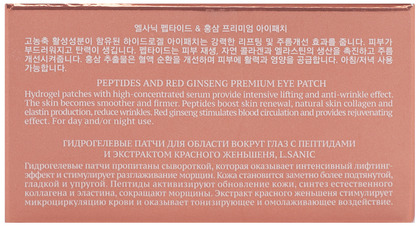 엘사닉 펩타이드 & 홍삼 프리미엄 아이패치
고농축 활성성분이 함유된 하이드로겔 아이패치는 강력한 리프팅 및 주름개선 효과를 줍니다. 피부가
부드러워지고 탄력이 생깁니다. 펩타이드는 피부 재생, 자연 콜라겐과 엘라스틴의 생산을 촉진하고 주름
개선시켜줍니다. 홍삼 추출물은 혈액 순환을 개선하며 피부에 활력과 영양을 공급합니다. 아침 저녁 사용
가능합니다.
PEPTIDES AND RED GINSENG PREMIUM EYE PATCH
Hydrogel patches with high-concentrated serum provide intensive lifting and anti-wrinkle effect.
The skin becomes smoother and firmer. Peptides boost skin renewal, natural skin collagen and
elastin production, reduce wrinkles. Red ginseng stimulates blood circulation and provides rejuvenating
effect. For day and/or night use.
ГИДРОГЕЛЕВЫЕ ПАТЧИ ДЛЯ ОБЛАСТИ ВОКРУГ ГЛАЗ С ПЕПТИДАМИ
И ЭКСТРАКТОМ КРАСНОГО ЖЕНЬШЕНЯ, L.SANIC
Гидрогелевые патчи пропитаны сывороткой, которая оказывает интенсивный лифтинг-
эффект и стимулирует разглаживание морщин. Кожа становится заметно более подтянутой,
гладкой и упругой. Пептиды активизируют обновление кожи, синтез естественного
коллагена и эластина, сокращают морщины. Экстракт красного женьшеня стимулирует
микроциркуляцию крови и оказывает тонизирующее и омолаживающее воздействие.